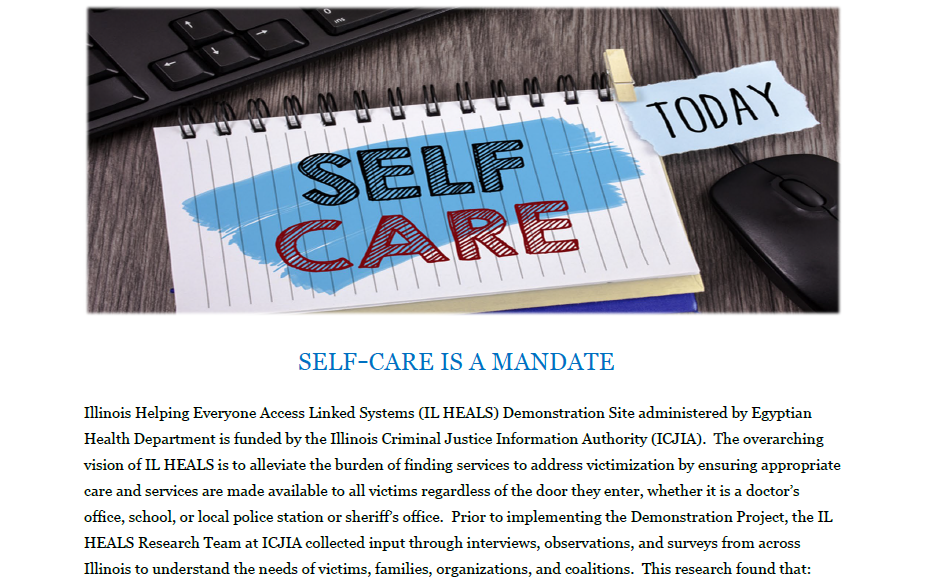 ins
TODAY
SELF
CARE
SELF-CARE IS A MANDATE
Illinois Helping Everyone Access Linked Systems (IL HEALS) Demonstration Site administered by Egyptian
Health Department is funded by the Illinois Criminal Justice Information Authority (ICJIA).  The overarching
vision of IL HEALS is to alleviate the burden of finding services to address victimization by ensuring appropriate
care and services are made available to all victims regardless of the door they enter, whether it is a doctor’s
office, school, or local police station or sheriff’s office.  Prior to implementing the Demonstration Project, the IL
HEALS Research Team at ICJIA collected input through interviews, observations, and surveys from across
Illinois to understand the needs of victims, families, organizations, and coalitions.  This research found that: